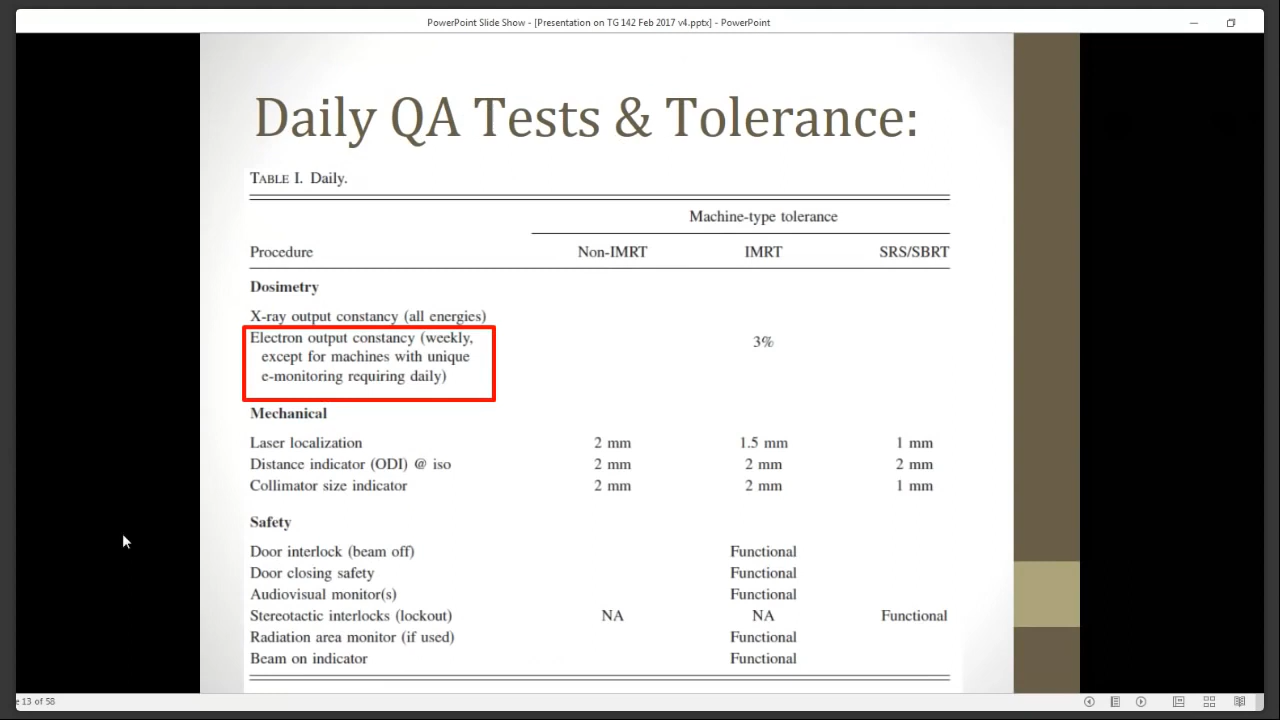 PowerPoint Slide Show - [Presentation on TG 142 Feb 2017 v4.pptx] - PowerPoint
Daily QA Tests & Tolerance:
TABLE I. Daily.
Machine-type tolerance
Procedure Non-IMRT IMRT SRS/SBRT
Dosimetry
X-ray output constancy (all energies)
Electron output constancy (weekly,
except for machines with unique
e-monitoring requiring daily)
3%
Mechanical
Laser localization 2 mm 1.5 mm 1 mm
Distance indicator (ODI) @ iso 2 mm 2 mm 2 mm
Collimator size indicator 2 mm 2 mm 1 mm
Safety
Door interlock (beam off) Functional
Door closing safety Functional
Audiovisual monitor(s) Functional
Stereotactic interlocks (lockout) NA NA Functional
Radiation area monitor (if used) Functional
Beam on indicator Functional
e 13 of 58